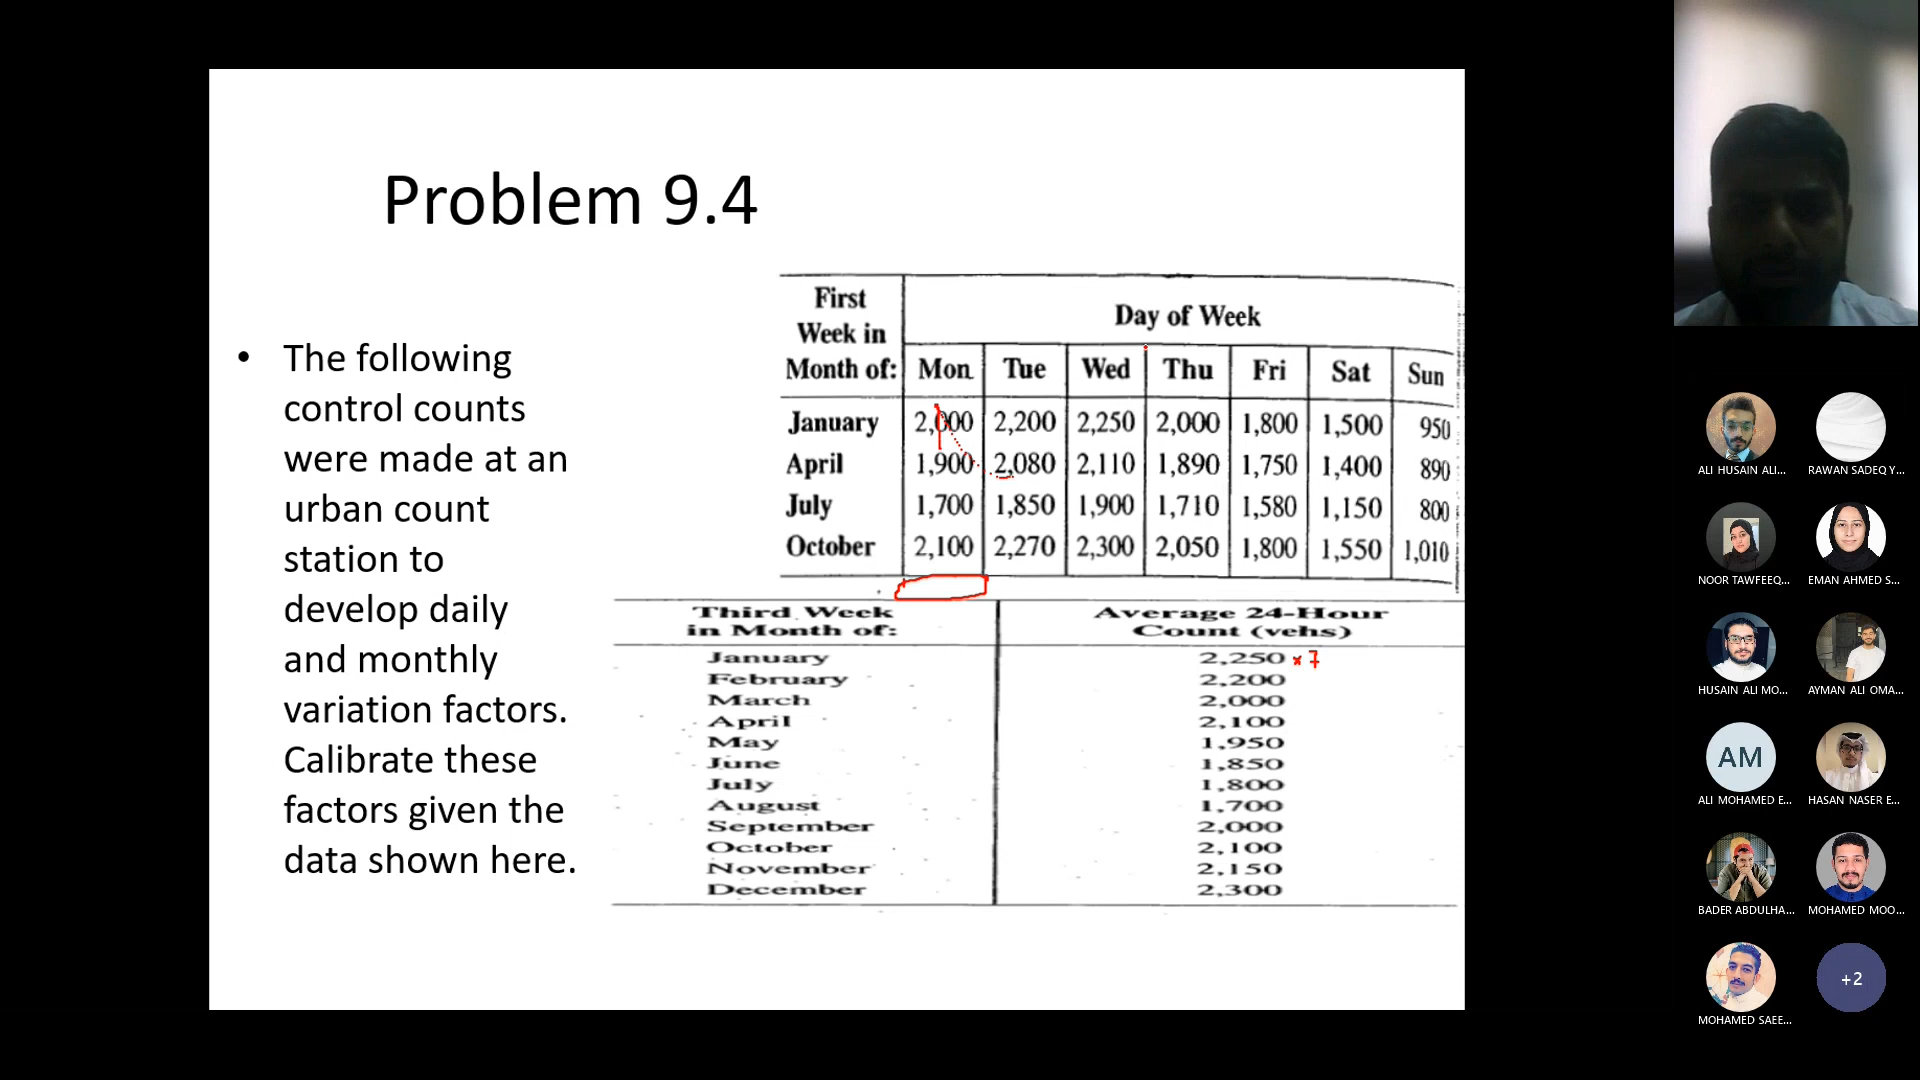 Problem 9.4
• The following
control counts
were made at an
urban count
station to
develop daily
and monthly
variation factors.
Calibrate these
factors given the
data shown here.
First
Week in
Month of:
Day of Week
Mon Tue Wed Thu Fri Sat Sun
January 2,000 2,200 2,250 2,000 1,800 1,500 950
April 1,900 2,080 2,110 1,890 1,750 1,400 890
July 1,700 1,850 1,900 1,710 1,580 1,150 800
October 2,100 2,270 2,300 2,050 1,800 1,550 1,010
Third Week
in Month of:
Average 24-Hour
Count (vehs)
January 2,250 × 7
February 2,200
March 2,000
April 2,100
May 1,950
June 1,850
July 1,800
August 1,700
September 2,000
October 2,100
November 2,150
December 2,300
ALI HUSAIN ALI... RAWAN SADEQ Y...
NOOR TAWFEEQ... EMAN AHMED S...
HUSAIN ALI MO... AYMAN ALI OMA...
AM
ALI MOHAMED E... HASAN NASER E...
BADER ABDULHA... MOHAMED MOO...
+2
MOHAMED SAEE...